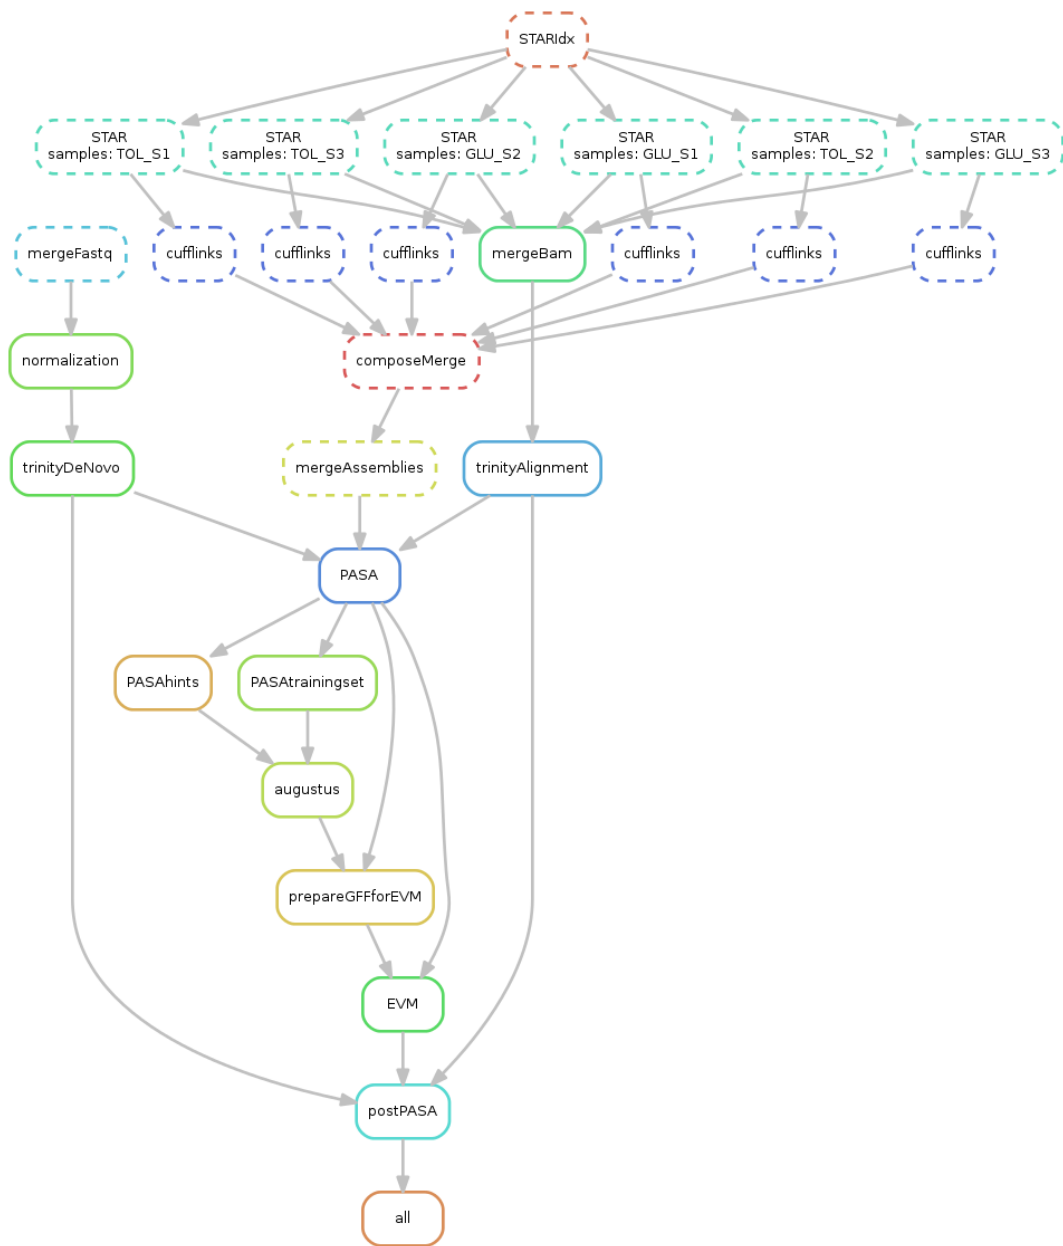 STARIdx
STAR
samples: TOL_S1
STAR
samples: TOL_S3
STAR
samples: GLU_S2
STAR
samples: GLU_S1
STAR
samples: TOL_S2
STAR
samples: GLU_S3
mergeFastq
cufflinks
cufflinks
cufflinks
mergeBam
cufflinks
cufflinks
cufflinks
normalization
composeMerge
trinityDeNovo
mergeAssemblies
trinityAlignment
PASA
PASAhints
PASAtrainingset
augustus
prepareGFFforEVM
EVM
postPASA
all